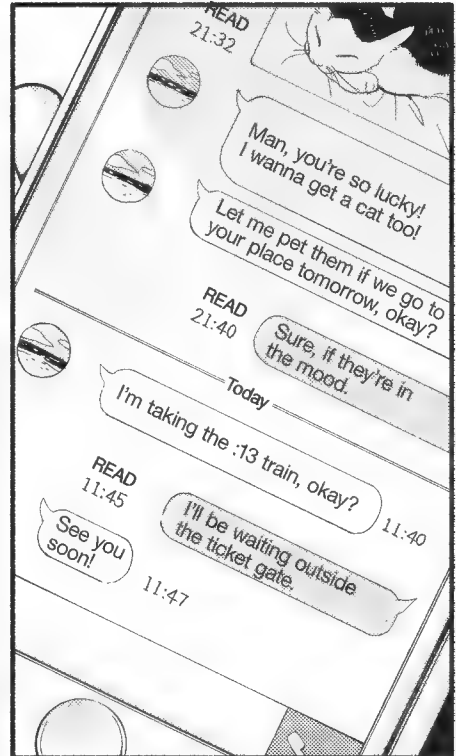 READ
21:32
Man, you're so lucky!
I wanna get a cat too!
Let me pet them if we go to
your place tomorrow, okay?
READ
21:40
Sure, if they're in
the mood.
Today
I'm taking the :13 train, okay?
11:40
READ
11:45
I'll be waiting outside
the ticket gate.
See you
soon!
11:47